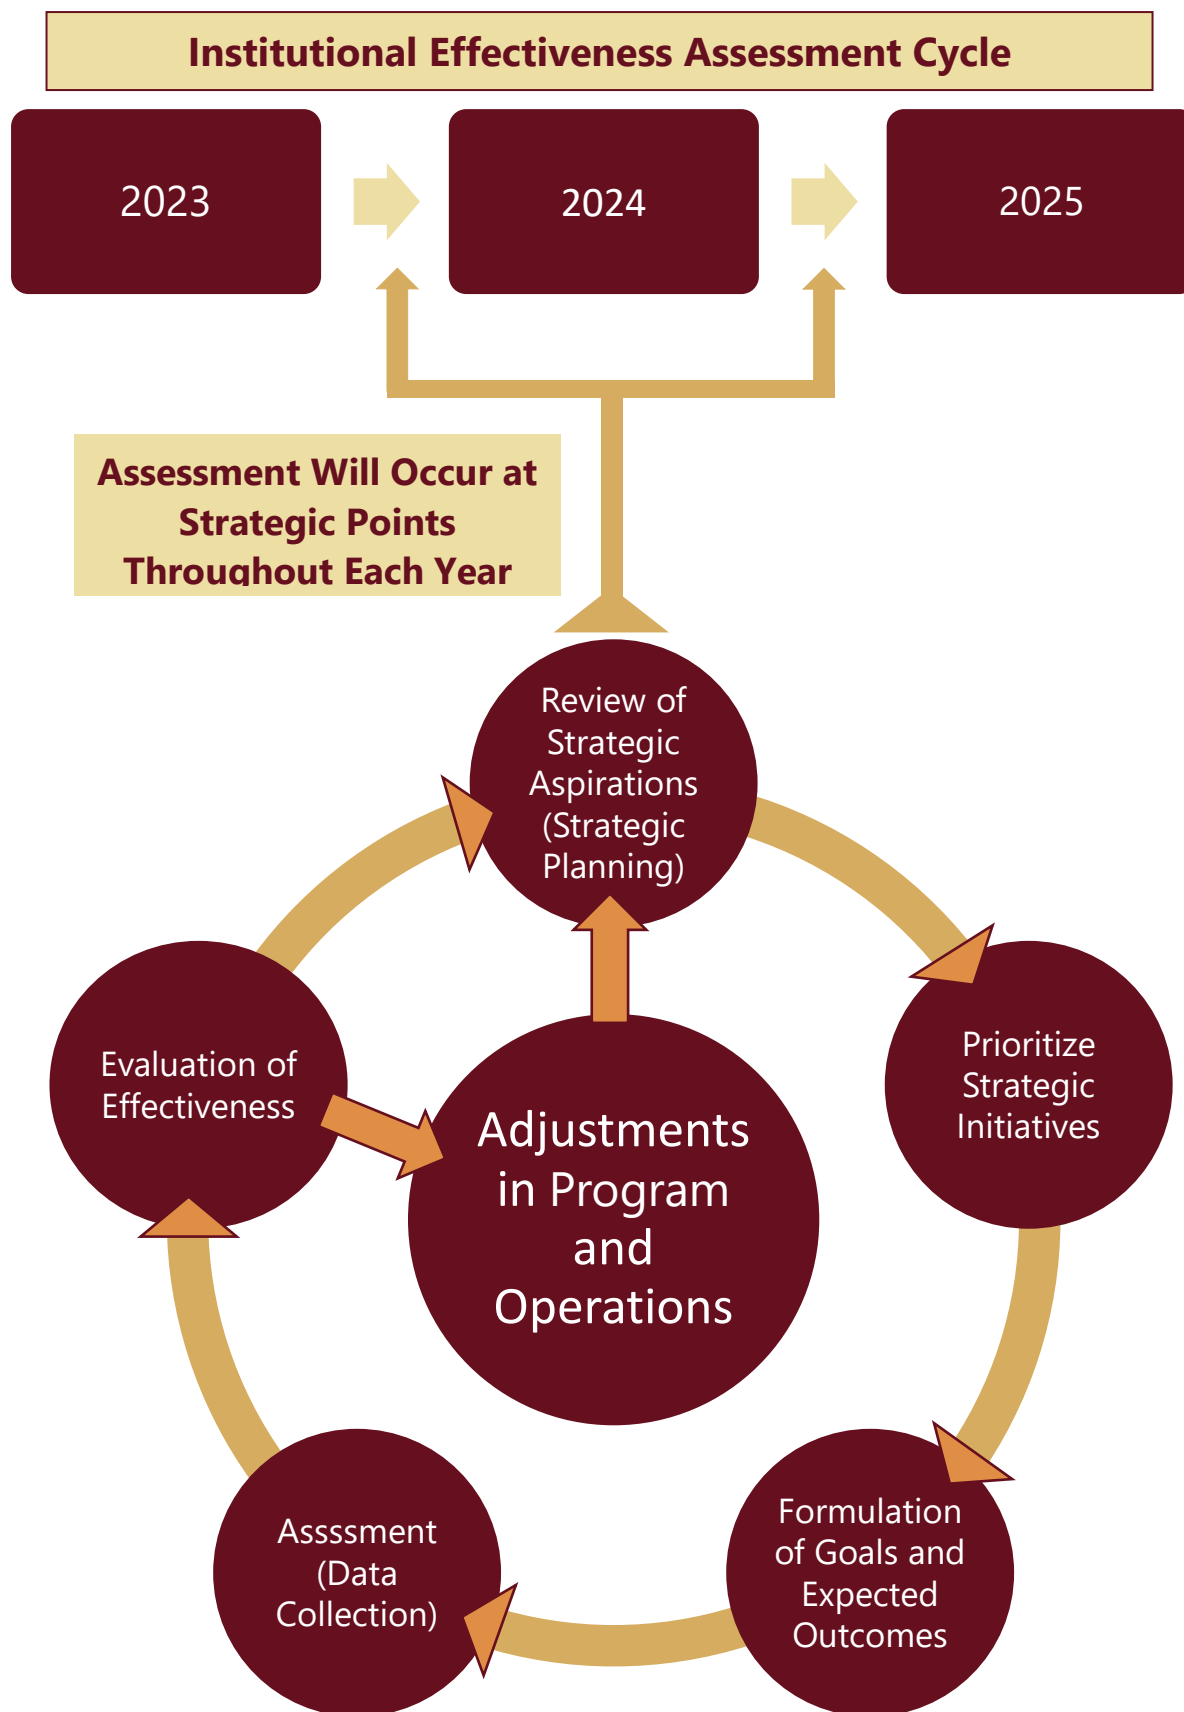 Institutional Effectiveness Assessment Cycle
2023
2024
2025
Assessment Will Occur at
Strategic Points
Throughout Each Year
Review of
Strategic
Aspirations
(Strategic
Planning)
Prioritize
Strategic
Initiatives
Evaluation of
Effectiveness
Adjustments
in Program
and
Operations
Formulation
of Goals and
Expected
Outcomes
Asssssment
(Data
Collection)